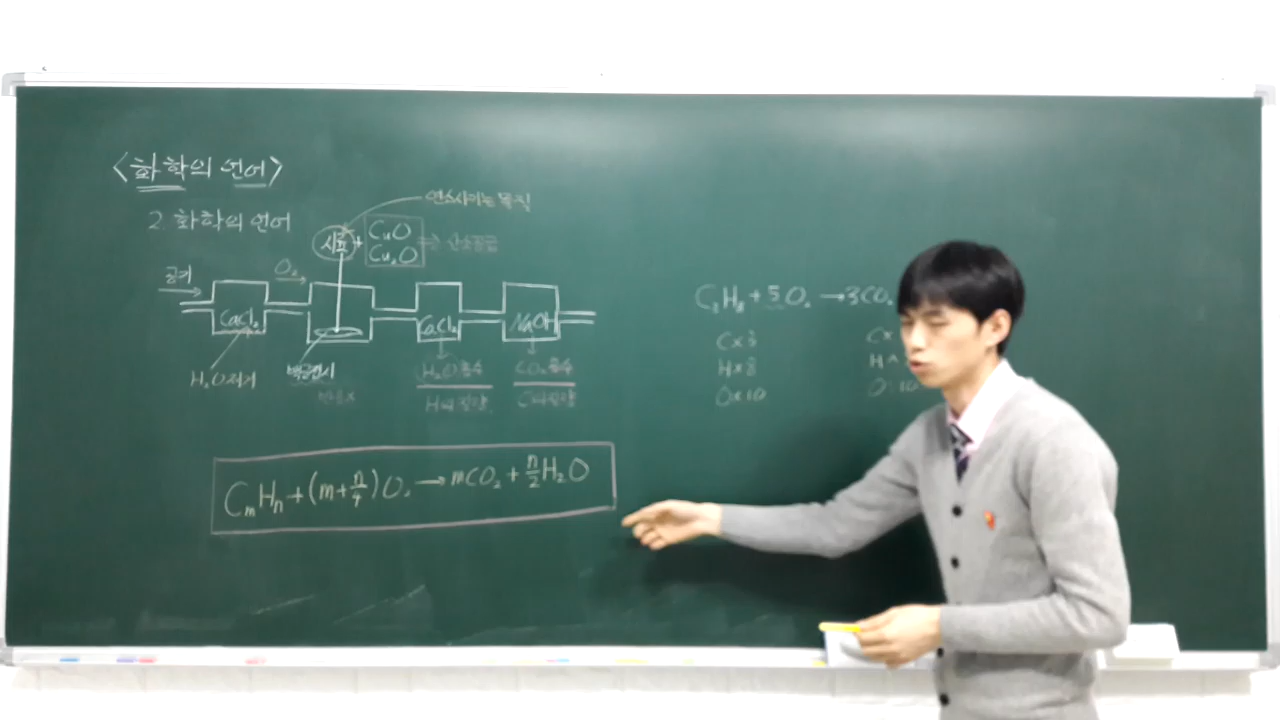 <화학의 언어>
2. 화학의 언어
연소시키는 물질
시료 + CuO
Cu₂O
⇒ 산소공급
공기
O₂
CaCl₂
CaCl₂
NaOH
H₂O 제거
백금접시
H₂O 흡수
CO₂ 흡수
H의 질량
C의 질량
CₘHₙ + (m+n/4)O₂ → mCO₂ + n/2 H₂O
C₃H₈ + 5O₂ → 3CO₂
C×3
H×8
O×10